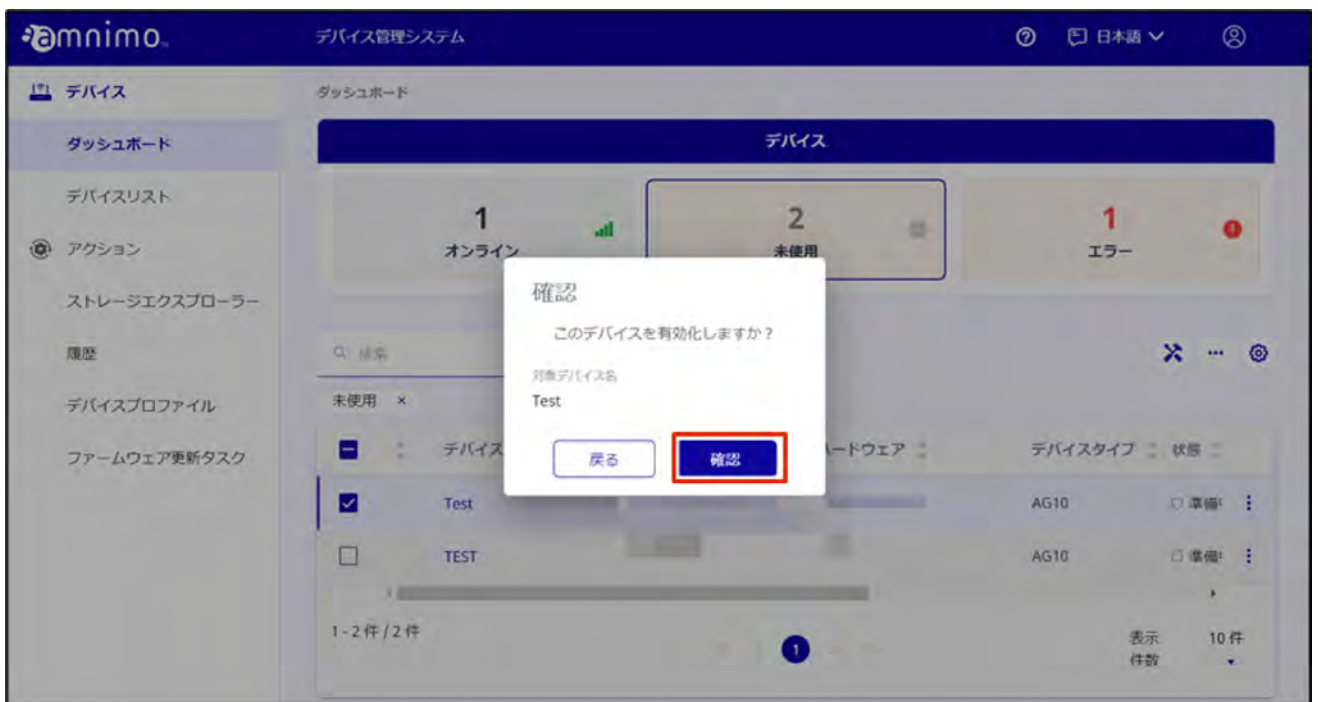 amnimo
デバイス管理システム
日本語
デバイス
ダッシュボード
ダッシュボード
デバイスリスト
アクション
ストレージエクスプローラー
履歴
デバイスプロファイル
ファームウェア更新タスク
デバイス
1
オンライン
2
未使用
1
エラー
検索
未使用 ×
確認
このデバイスを有効化しますか？
対象デバイス名
Test
戻る
確認
デバイス
ードウェア
デバイスタイプ
状態
Test
AG10
準備
TEST
AG10
準備
1 - 2 件 / 2 件
1
表示
件数
10 件